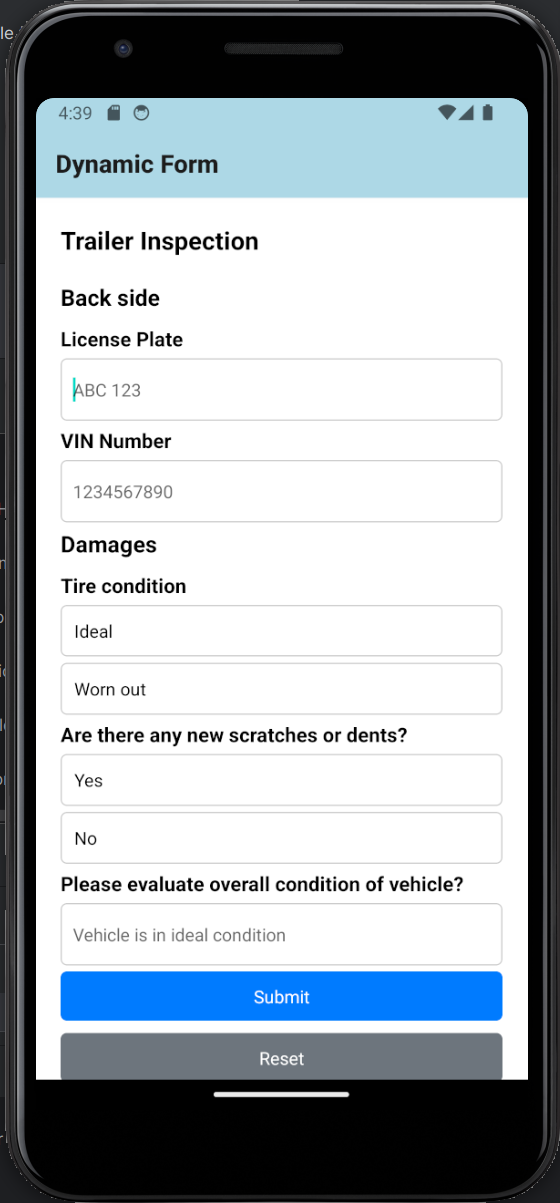 4:39
Dynamic Form
Trailer Inspection
Back side
License Plate
ABC 123
VIN Number
1234567890
Damages
Tire condition
Ideal
Worn out
Are there any new scratches or dents?
Yes
No
Please evaluate overall condition of vehicle?
Vehicle is in ideal condition
Submit
Reset